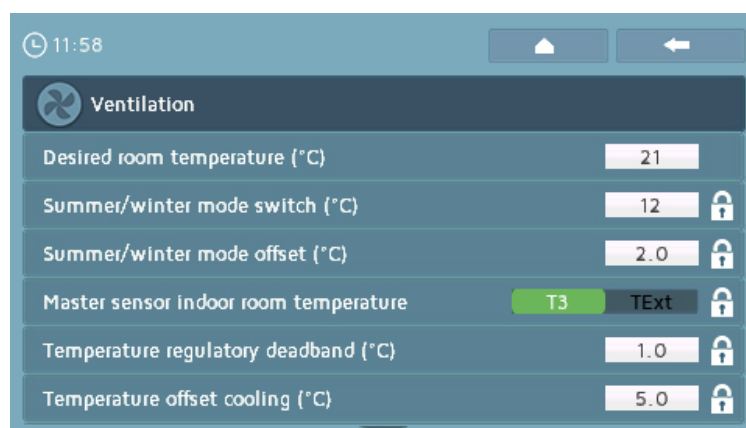 11:58
Ventilation
Desired room temperature (°C) 21
Summer/winter mode switch (°C) 12
Summer/winter mode offset (°C) 2.0
Master sensor indoor room temperature T3 TExt
Temperature regulatory deadband (°C) 1.0
Temperature offset cooling (°C) 5.0